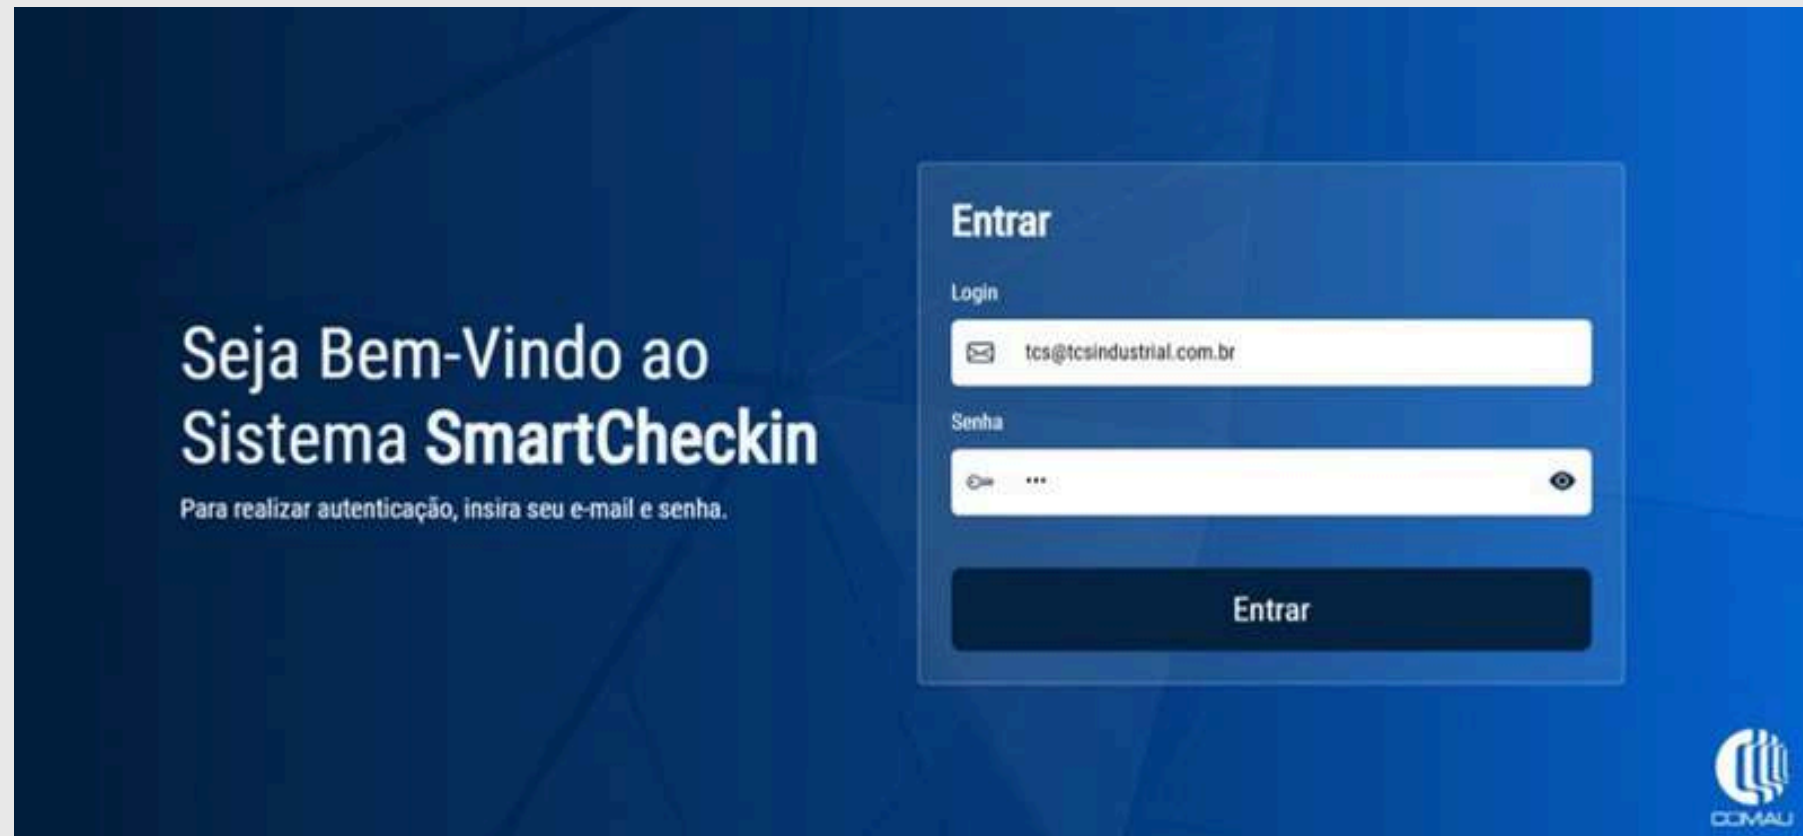 Seja Bem-Vindo ao
Sistema SmartCheckin
Para realizar autenticação, insira seu e-mail e senha.
Entrar
Login
tcs@tcsindustrial.com.br
Senha
•••
Entrar
COMAU